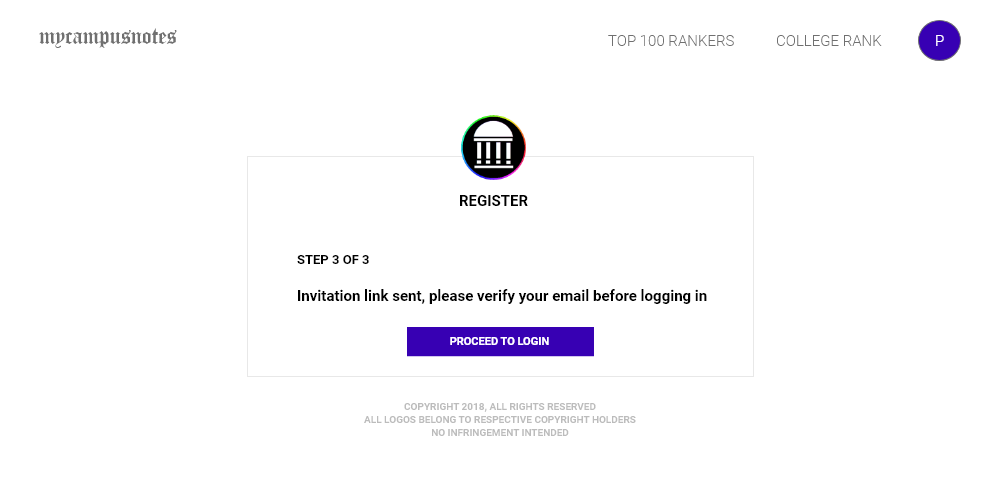 mycampusnotes
TOP 100 RANKERS
COLLEGE RANK
P
REGISTER
STEP 3 OF 3
Invitation link sent, please verify your email before logging in
PROCEED TO LOGIN
COPYRIGHT 2018, ALL RIGHTS RESERVED
ALL LOGOS BELONG TO RESPECTIVE COPYRIGHT HOLDERS
NO INFRINGEMENT INTENDED